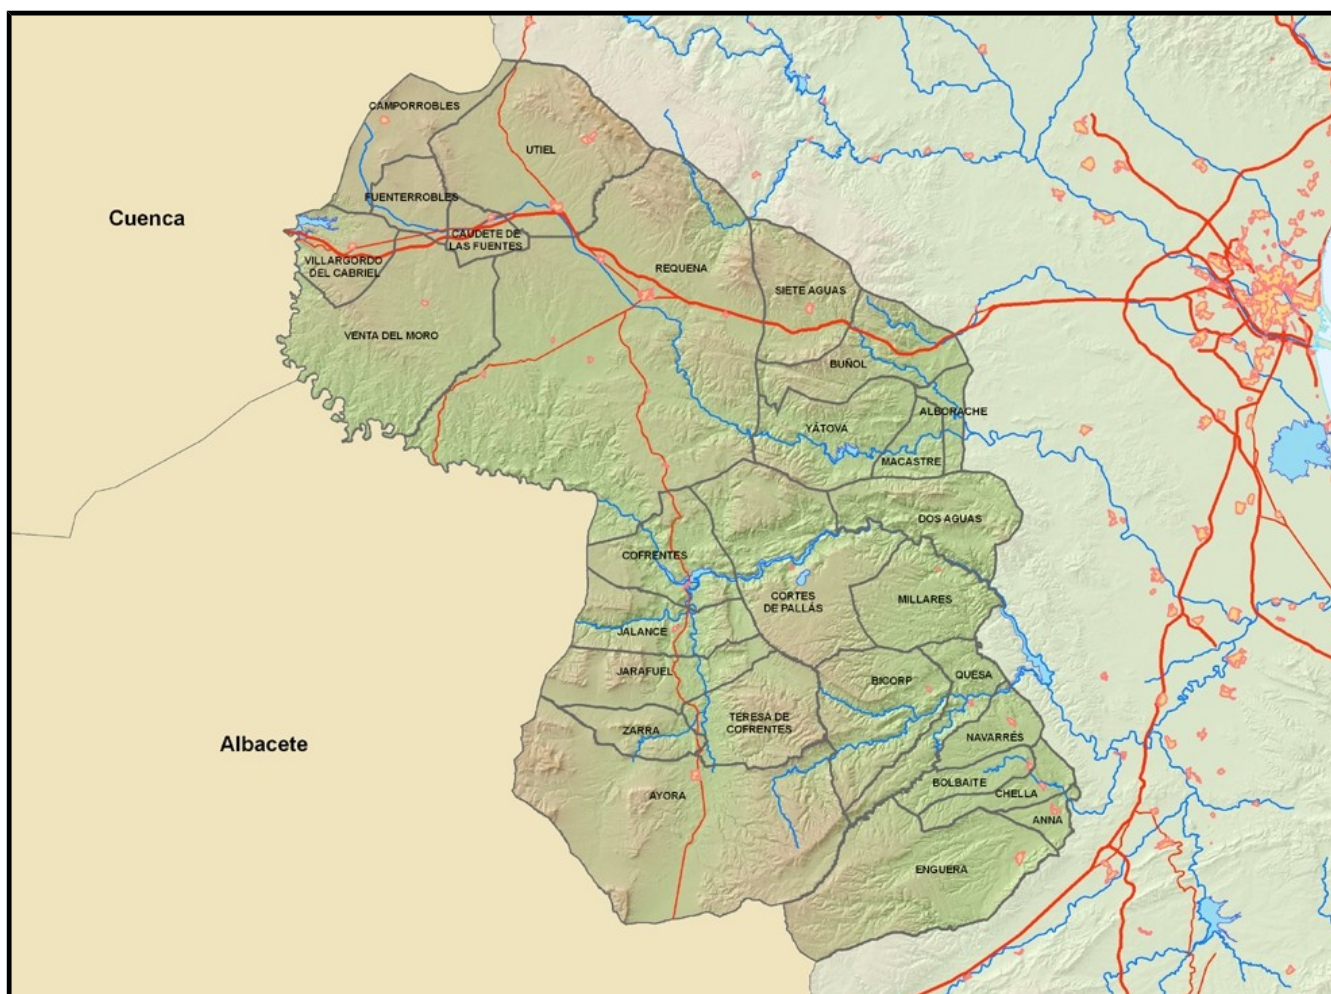 CAMPORROBLES
UTIEL
FUENTERROBLES
Cuenca
CAUDETE DE
LAS FUENTES
VILLARGORDO
DEL CABRIEL
REQUENA
SIETE AGUAS
VENTA DEL MORO
BUÑOL
ALBORACHE
YÁTOVA
MACASTRE
DOS AGUAS
COFRENTES
CORTES
DE PALLÁS
MILLARES
JALANCE
JARAFUEL
BICORP
QUESA
TERESA DE
COFRENTES
ZARRA
NAVARRÉS
Albacete
BOLBAITE
CHELLA
AYORA
ANNA
ENGUERA